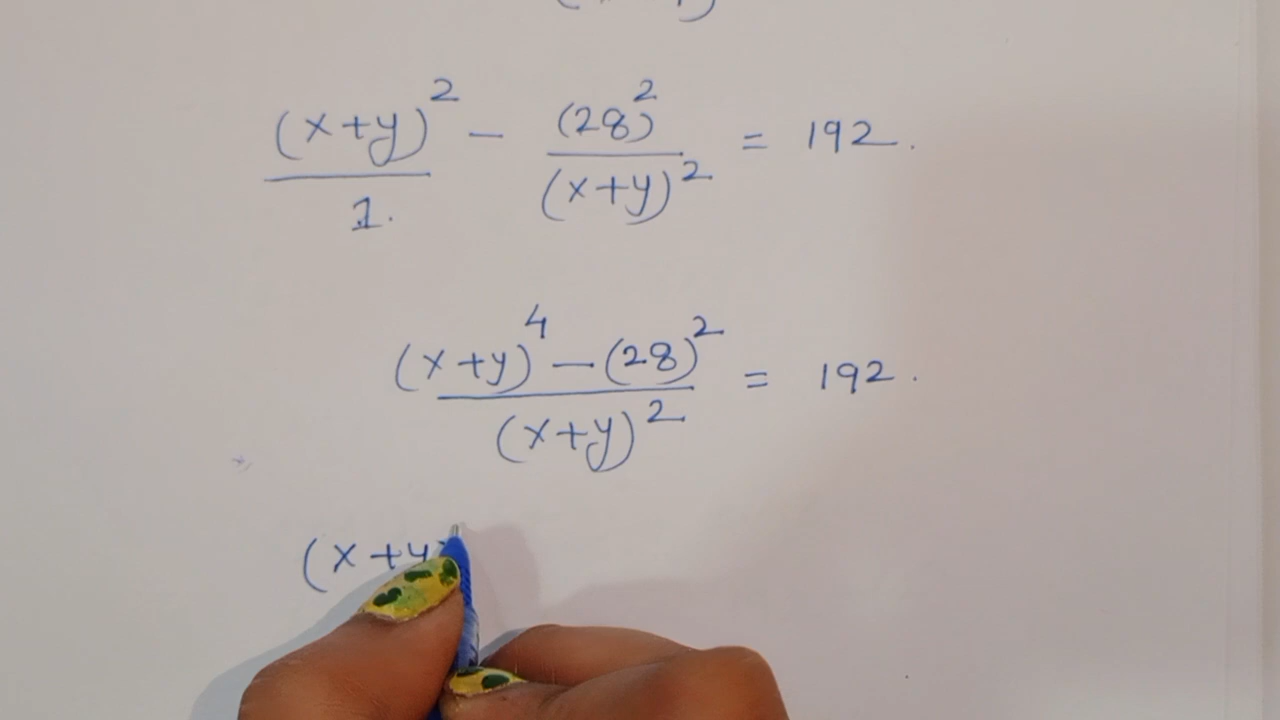 (x+y)² / 1. − (28)² / (x+y)² = 192.
(x+y)⁴ − (28)² / (x+y)² = 192.
(x+y)